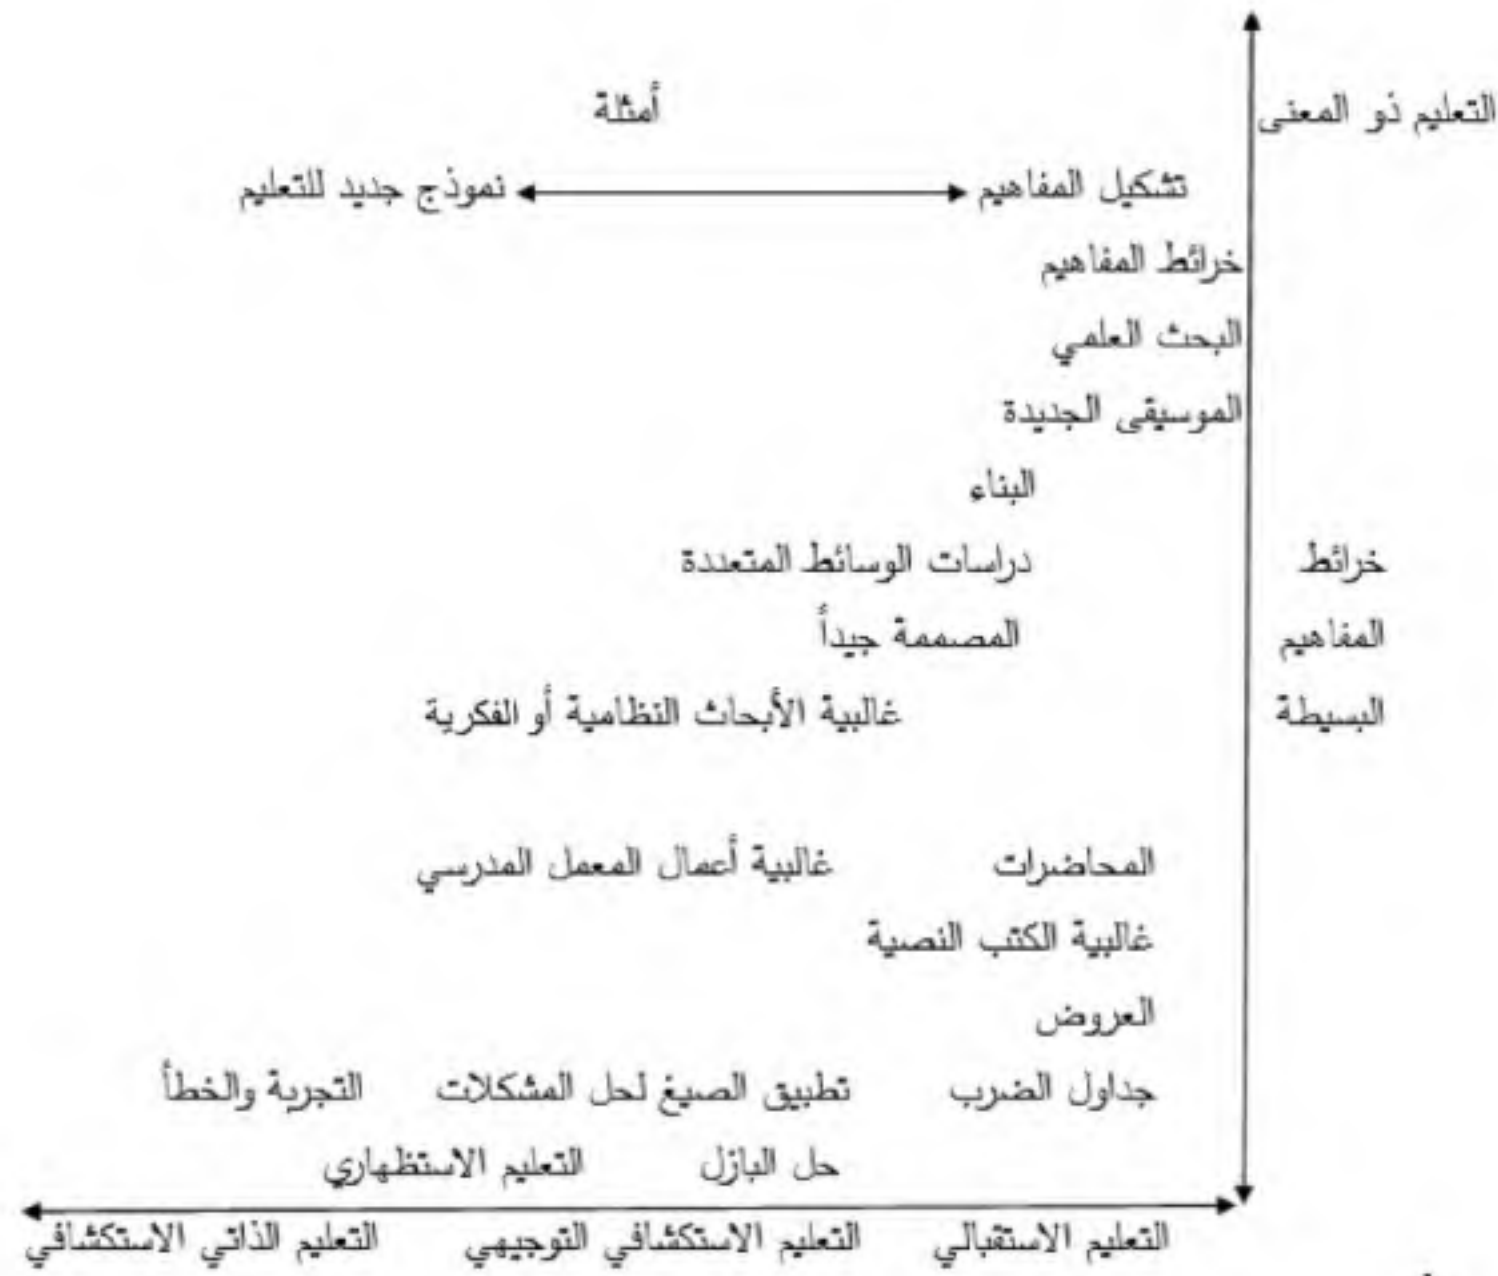 أمثلة
التعليم ذو المعنى
تشكيل المفاهيم نموذج جديد للتعليم
خرائط المفاهيم
البحث العلمي
الموسيقى الجديدة
البناء
خرائط دراسات الوسائط المتعددة
المفاهيم المصممة جيداً
البسيطة غالبية الأبحاث النظامية أو الفكرية
المحاضرات غالبية أعمال المعمل المدرسي
غالبية الكتب النصية
العروض
جداول الضرب تطبيق الصيغ لحل المشكلات التجربة والخطأ
حل البازل التعليم الاستظهاري
التعليم الاستقبالي التعليم الاستكشافي التوجيهي التعليم الذاتي الاستكشافي